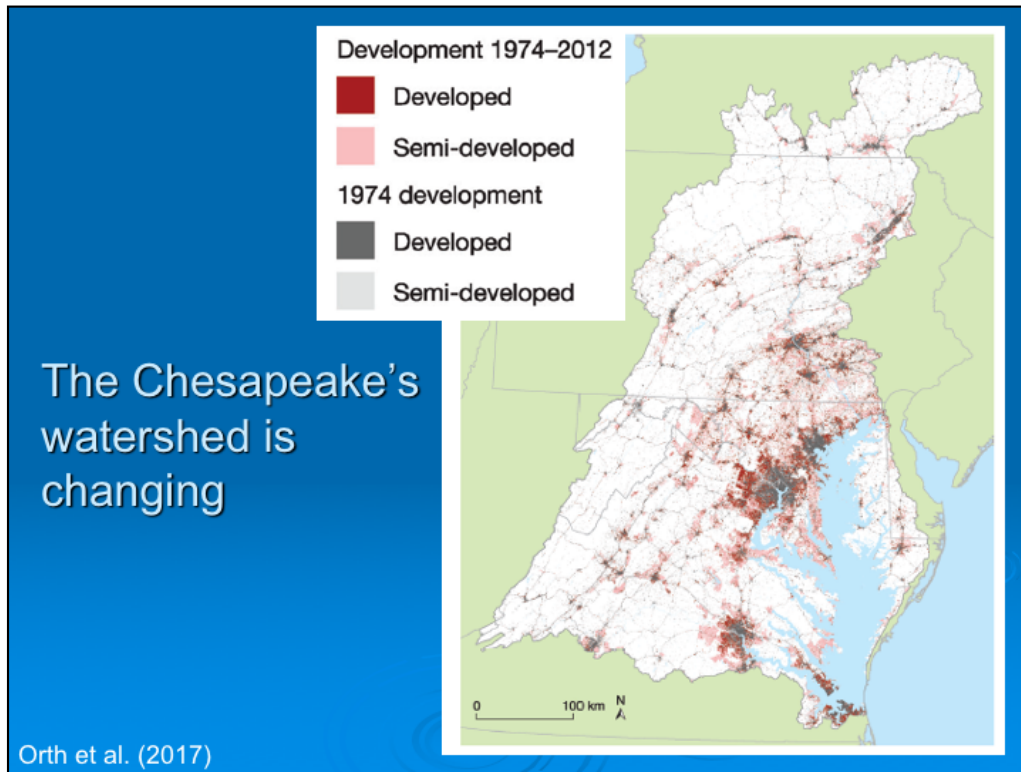 Development 1974–2012
Developed
Semi-developed
1974 development
Developed
Semi-developed
The Chesapeake's
watershed is
changing
0 100 km N
Orth et al. (2017)